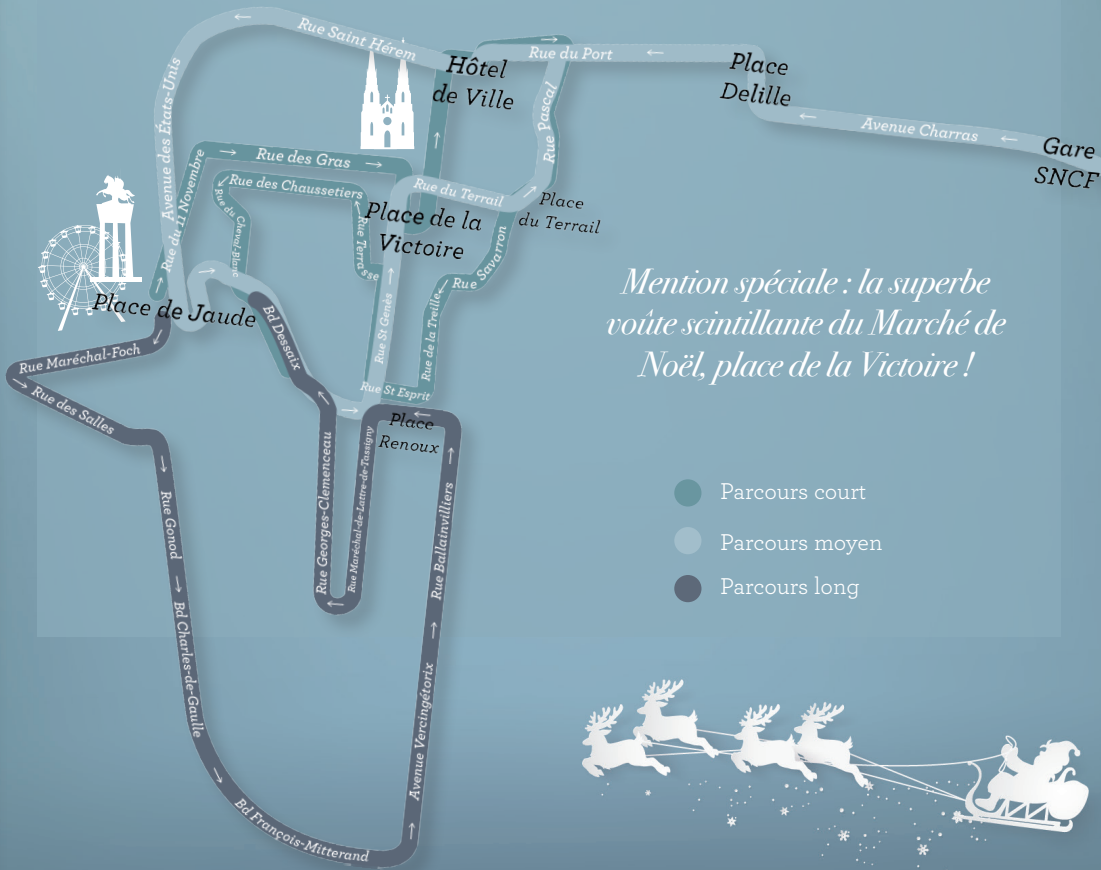 Rue Saint Hérem
Hôtel
de Ville
Rue du Port
Place
Delille
Avenue Charras
Gare
SNCF
Avenue des États-Unis
Rue du 11 Novembre
Rue des Gras
Rue Pascal
Rue des Chaussetiers
Rue du Cheval-Blanc
Rue Terrasse
Rue du Terrail
Place
du Terrail
Place de la
Victoire
Rue Savarron
Rue de la Treille
Rue St Genès
Rue St Esprit
Place de Jaude
Bd Dessaix
Rue Maréchal-Foch
Rue des Salles
Place
Renoux
Rue Georges-Clemenceau
Rue Maréchal-de-Lattre-de-Tassigny
Rue Ballainvilliers
Rue Gonod
Bd Charles-de-Gaulle
Bd François-Mitterand
Avenue Vercingétorix
Mention spéciale : la superbe
voûte scintillante du Marché de
Noël, place de la Victoire !
Parcours court
Parcours moyen
Parcours long